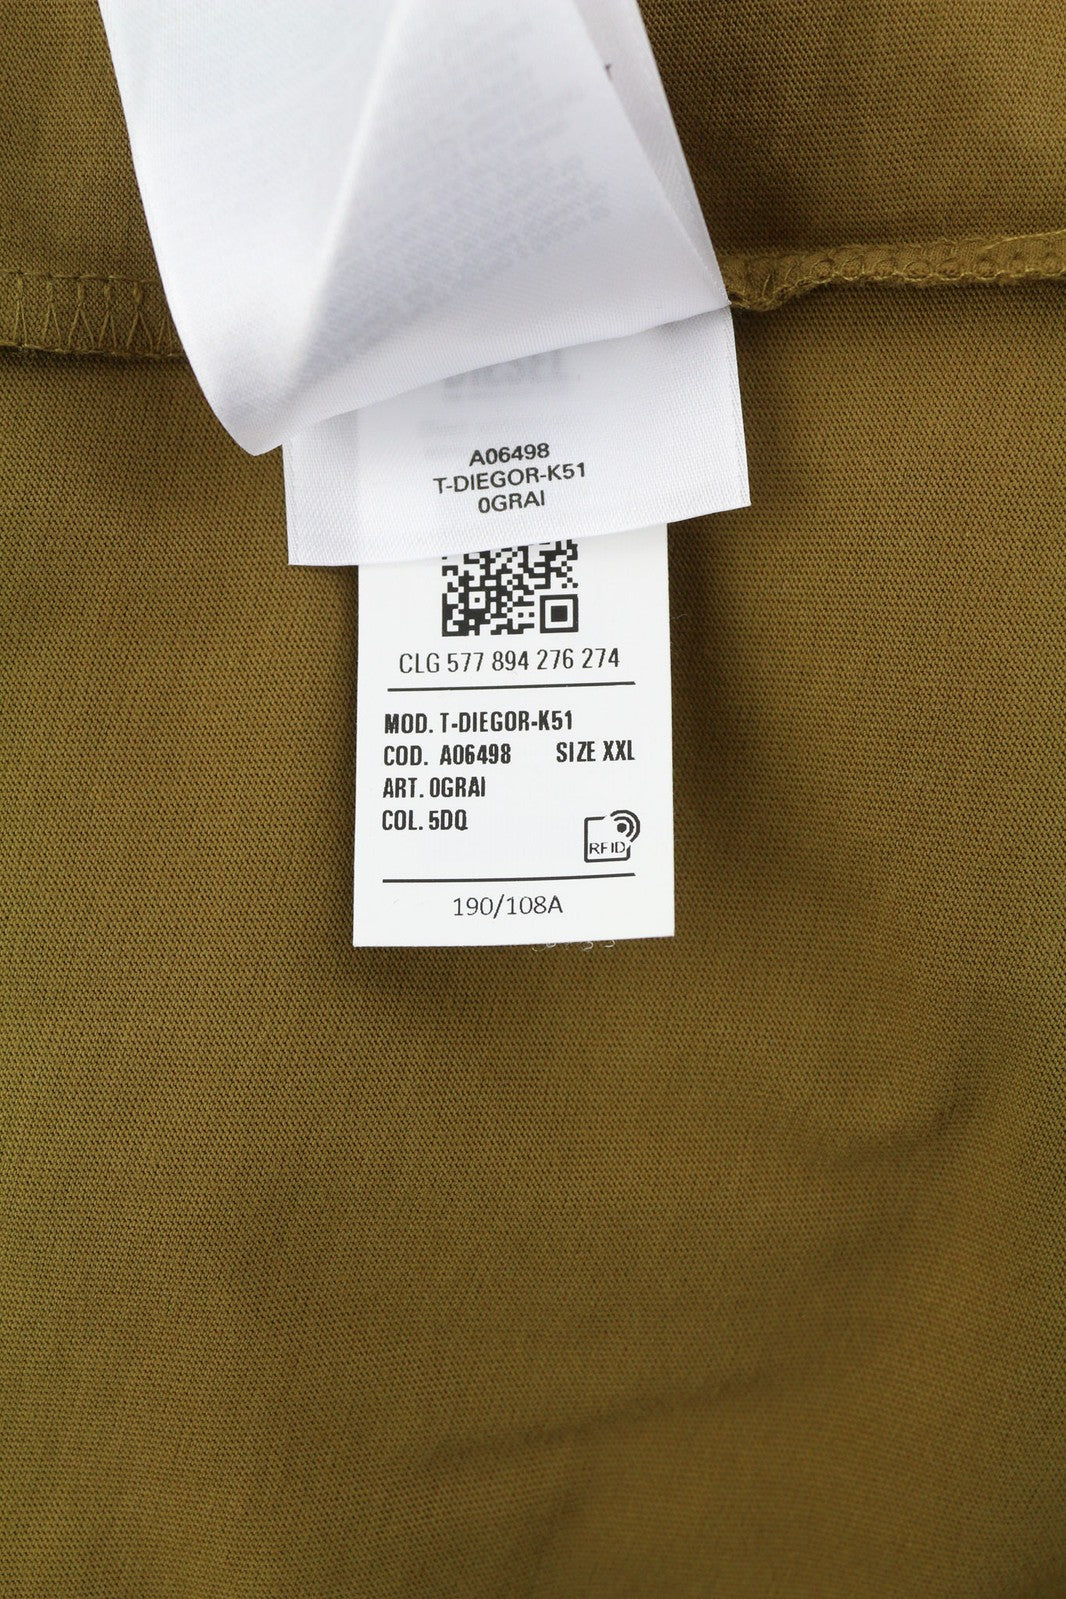 A06498
T-DIEGOR-K51
0GRAI
CLG 577 894 276 274
MOD. T-DIEGOR-K51
COD. A06498 SIZE XXL
ART. 0GRAI
COL. 5DQ
RFID
190/108A